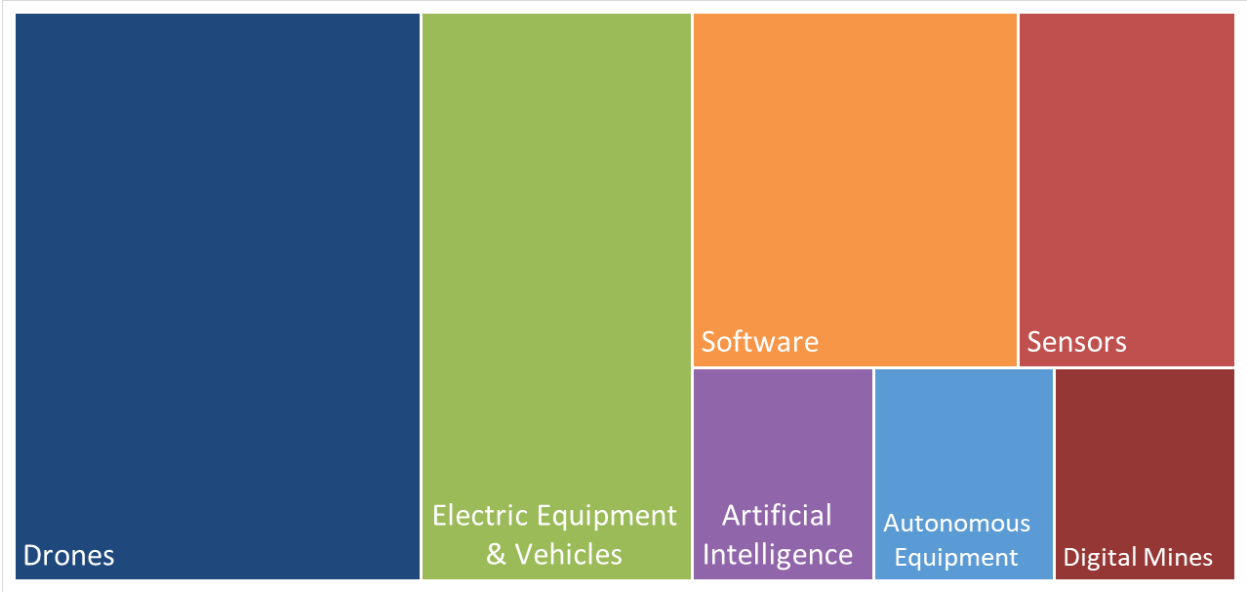 Drones
Electric Equipment
& Vehicles
Software
Sensors
Artificial
Intelligence
Autonomous
Equipment
Digital Mines